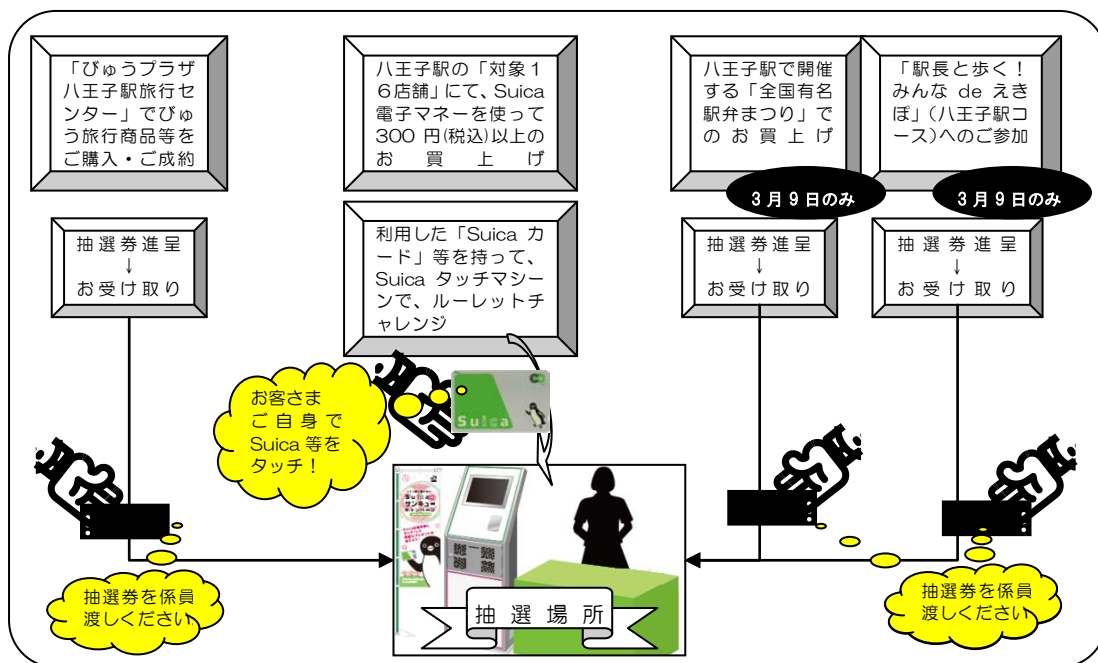 「びゅうプラザ
八王子駅旅行セ
ンター」でびゅ
う旅行商品等を
ご購入・ご成約
八王子駅の「対象1
6店舗」にて、Suica
電子マネーを使って
300 円(税込)以上の
お買上げ
八王子駅で開催
する「全国有名
駅弁まつり」で
のお買上げ
「駅長と歩く!
みんな de えき
ぽ」(八王子駅コ
ース)へのご参加
3月9日のみ
3月9日のみ
抽選券進呈
↓
お受け取り
利用した「Suica カ
ード」等を持って、
Suica タッチマシー
ンで、ルーレットチ
ャレンジ
抽選券進呈
↓
お受け取り
抽選券進呈
↓
お受け取り
お客さま
ご自身で
Suica 等を
タッチ!
Suica
Suica
サンキュー
キャンペーン
抽選券を係員
渡しください
抽選場所
抽選券を係員
渡しください